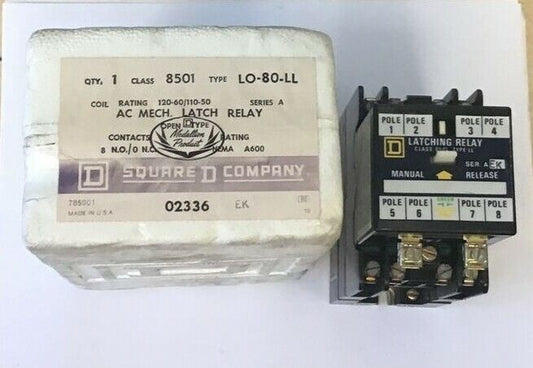 QTY. 1 CLASS 8501 TYPE LO-80-LL
COIL RATING 120-60/110-50 SERIES A
AC MECH. LATCH RELAY
OPEN TYPE
CONTACTS Medallion RATING
8 N.O./0 N.C. Product NEMA A600
D SQUARE D COMPANY
785901
MADE IN U.S.A. 02336 EK
POLE 1 POLE 2 POLE 3 POLE 4
D LATCHING RELAY
TYPE LL
SER. A EK
MANUAL RELEASE
POLE 5 POLE 6 POLE 7 POLE 8